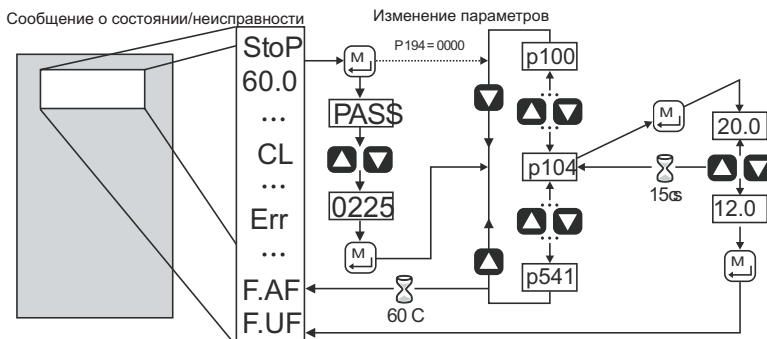 Сообщение о состоянии/неисправности
Изменение параметров
StoP
60.0
...
CL
...
Err
...
F.AF
F.UF
M
P194 = 0000
PASS
0225
M
60 C
p100
p104
p541
M
15cs
20.0
12.0
M